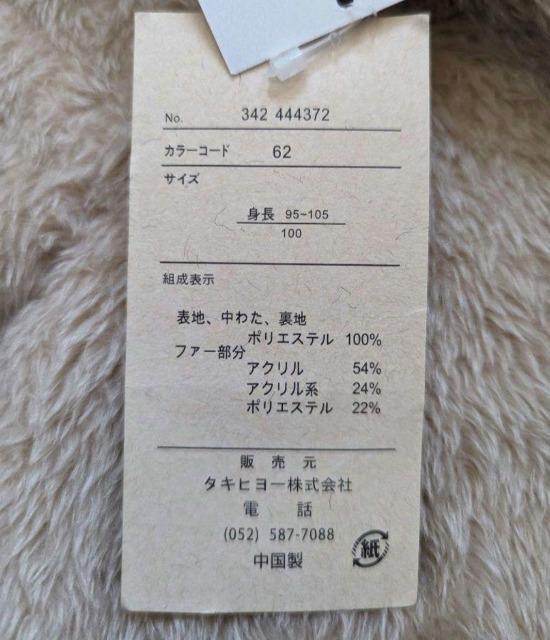 No. 342 444372
カラーコード 62
サイズ
身長 95~105
100
組成表示
表地、中わた、裏地
ポリエステル 100%
ファー部分
アクリル 54%
アクリル系 24%
ポリエステル 22%
販 売 元
タキヒヨー株式会社
電 話
(052) 587-7088
中国製
紙